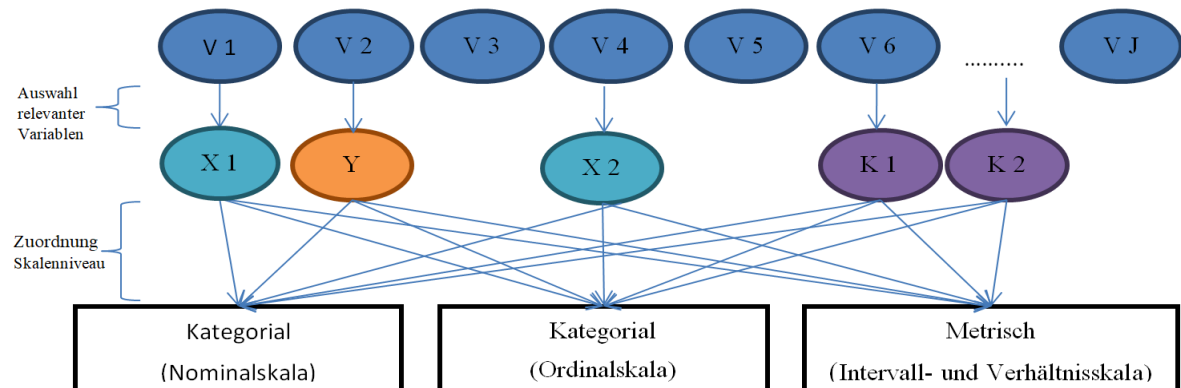 V 1
V 2
V 3
V 4
V 5
V 6
..........
V J
Auswahl
relevanter
Variablen
X 1
Y
X 2
K 1
K 2
Zuordnung
Skalenniveau
Kategorial
(Nominalskala)
Kategorial
(Ordinalskala)
Metrisch
(Intervall- und Verhältnisskala)